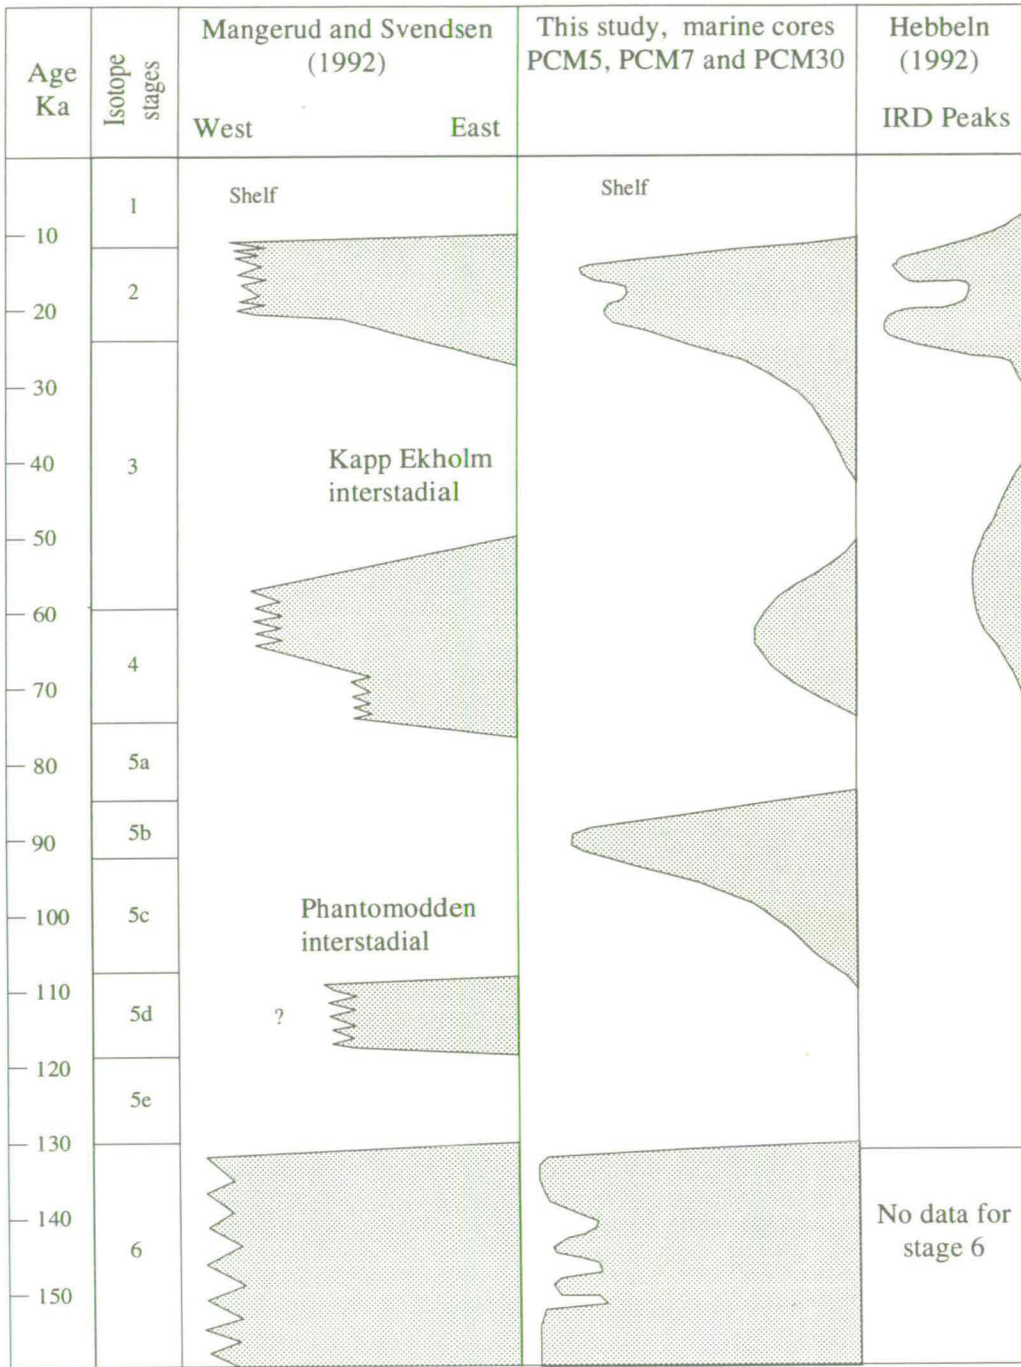 Age
Ka
Isotope
stages
Mangerud and Svendsen
(1992)
West East
This study, marine cores
PCM5, PCM7 and PCM30
Hebbeln
(1992)
IRD Peaks
Shelf
Shelf
1
10
2
20
30
3
40
Kapp Ekholm
interstadial
50
60
4
70
5a
80
5b
90
5c
100
Phantomodden
interstadial
110
5d
?
120
5e
130
140
6
150
No data for
stage 6